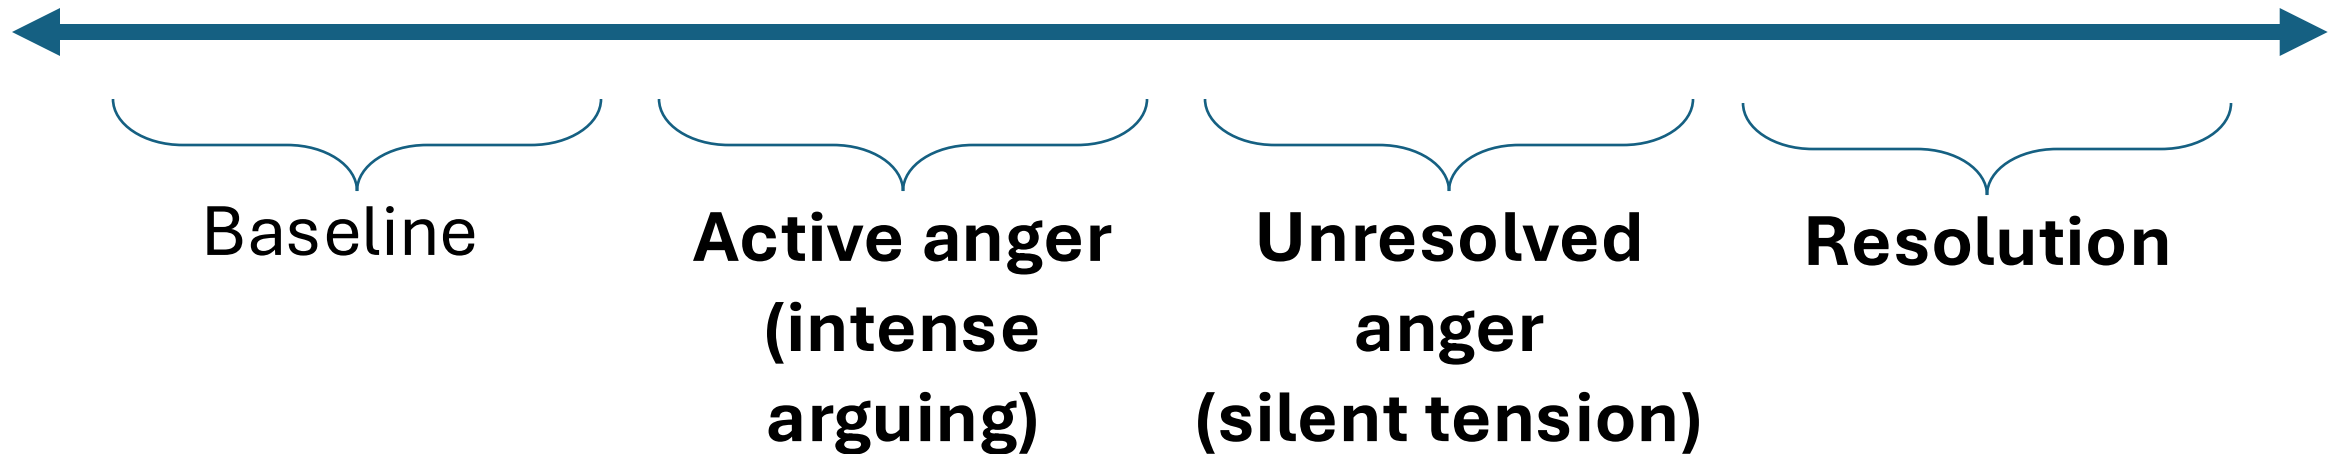 Baseline
Active anger
(intense
arguing)
Unresolved
anger
(silent tension)
Resolution